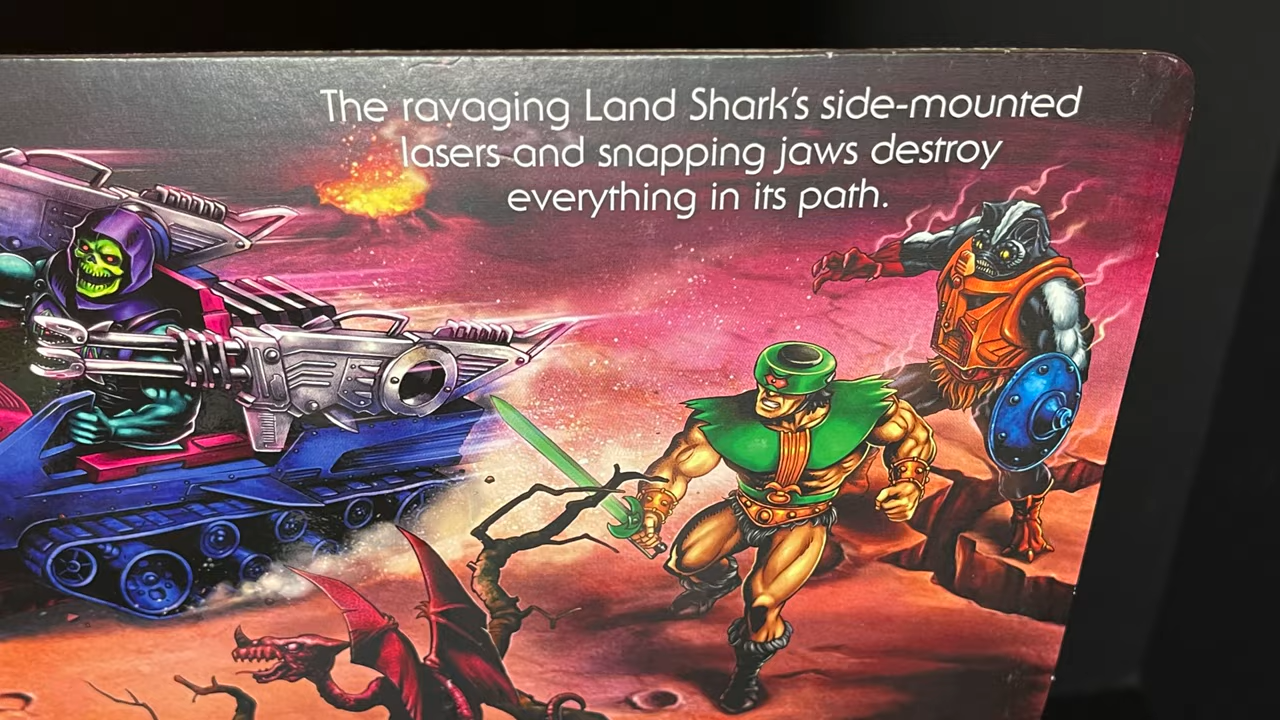 The ravaging Land Shark's side-mounted
lasers and snapping jaws destroy
everything in its path.